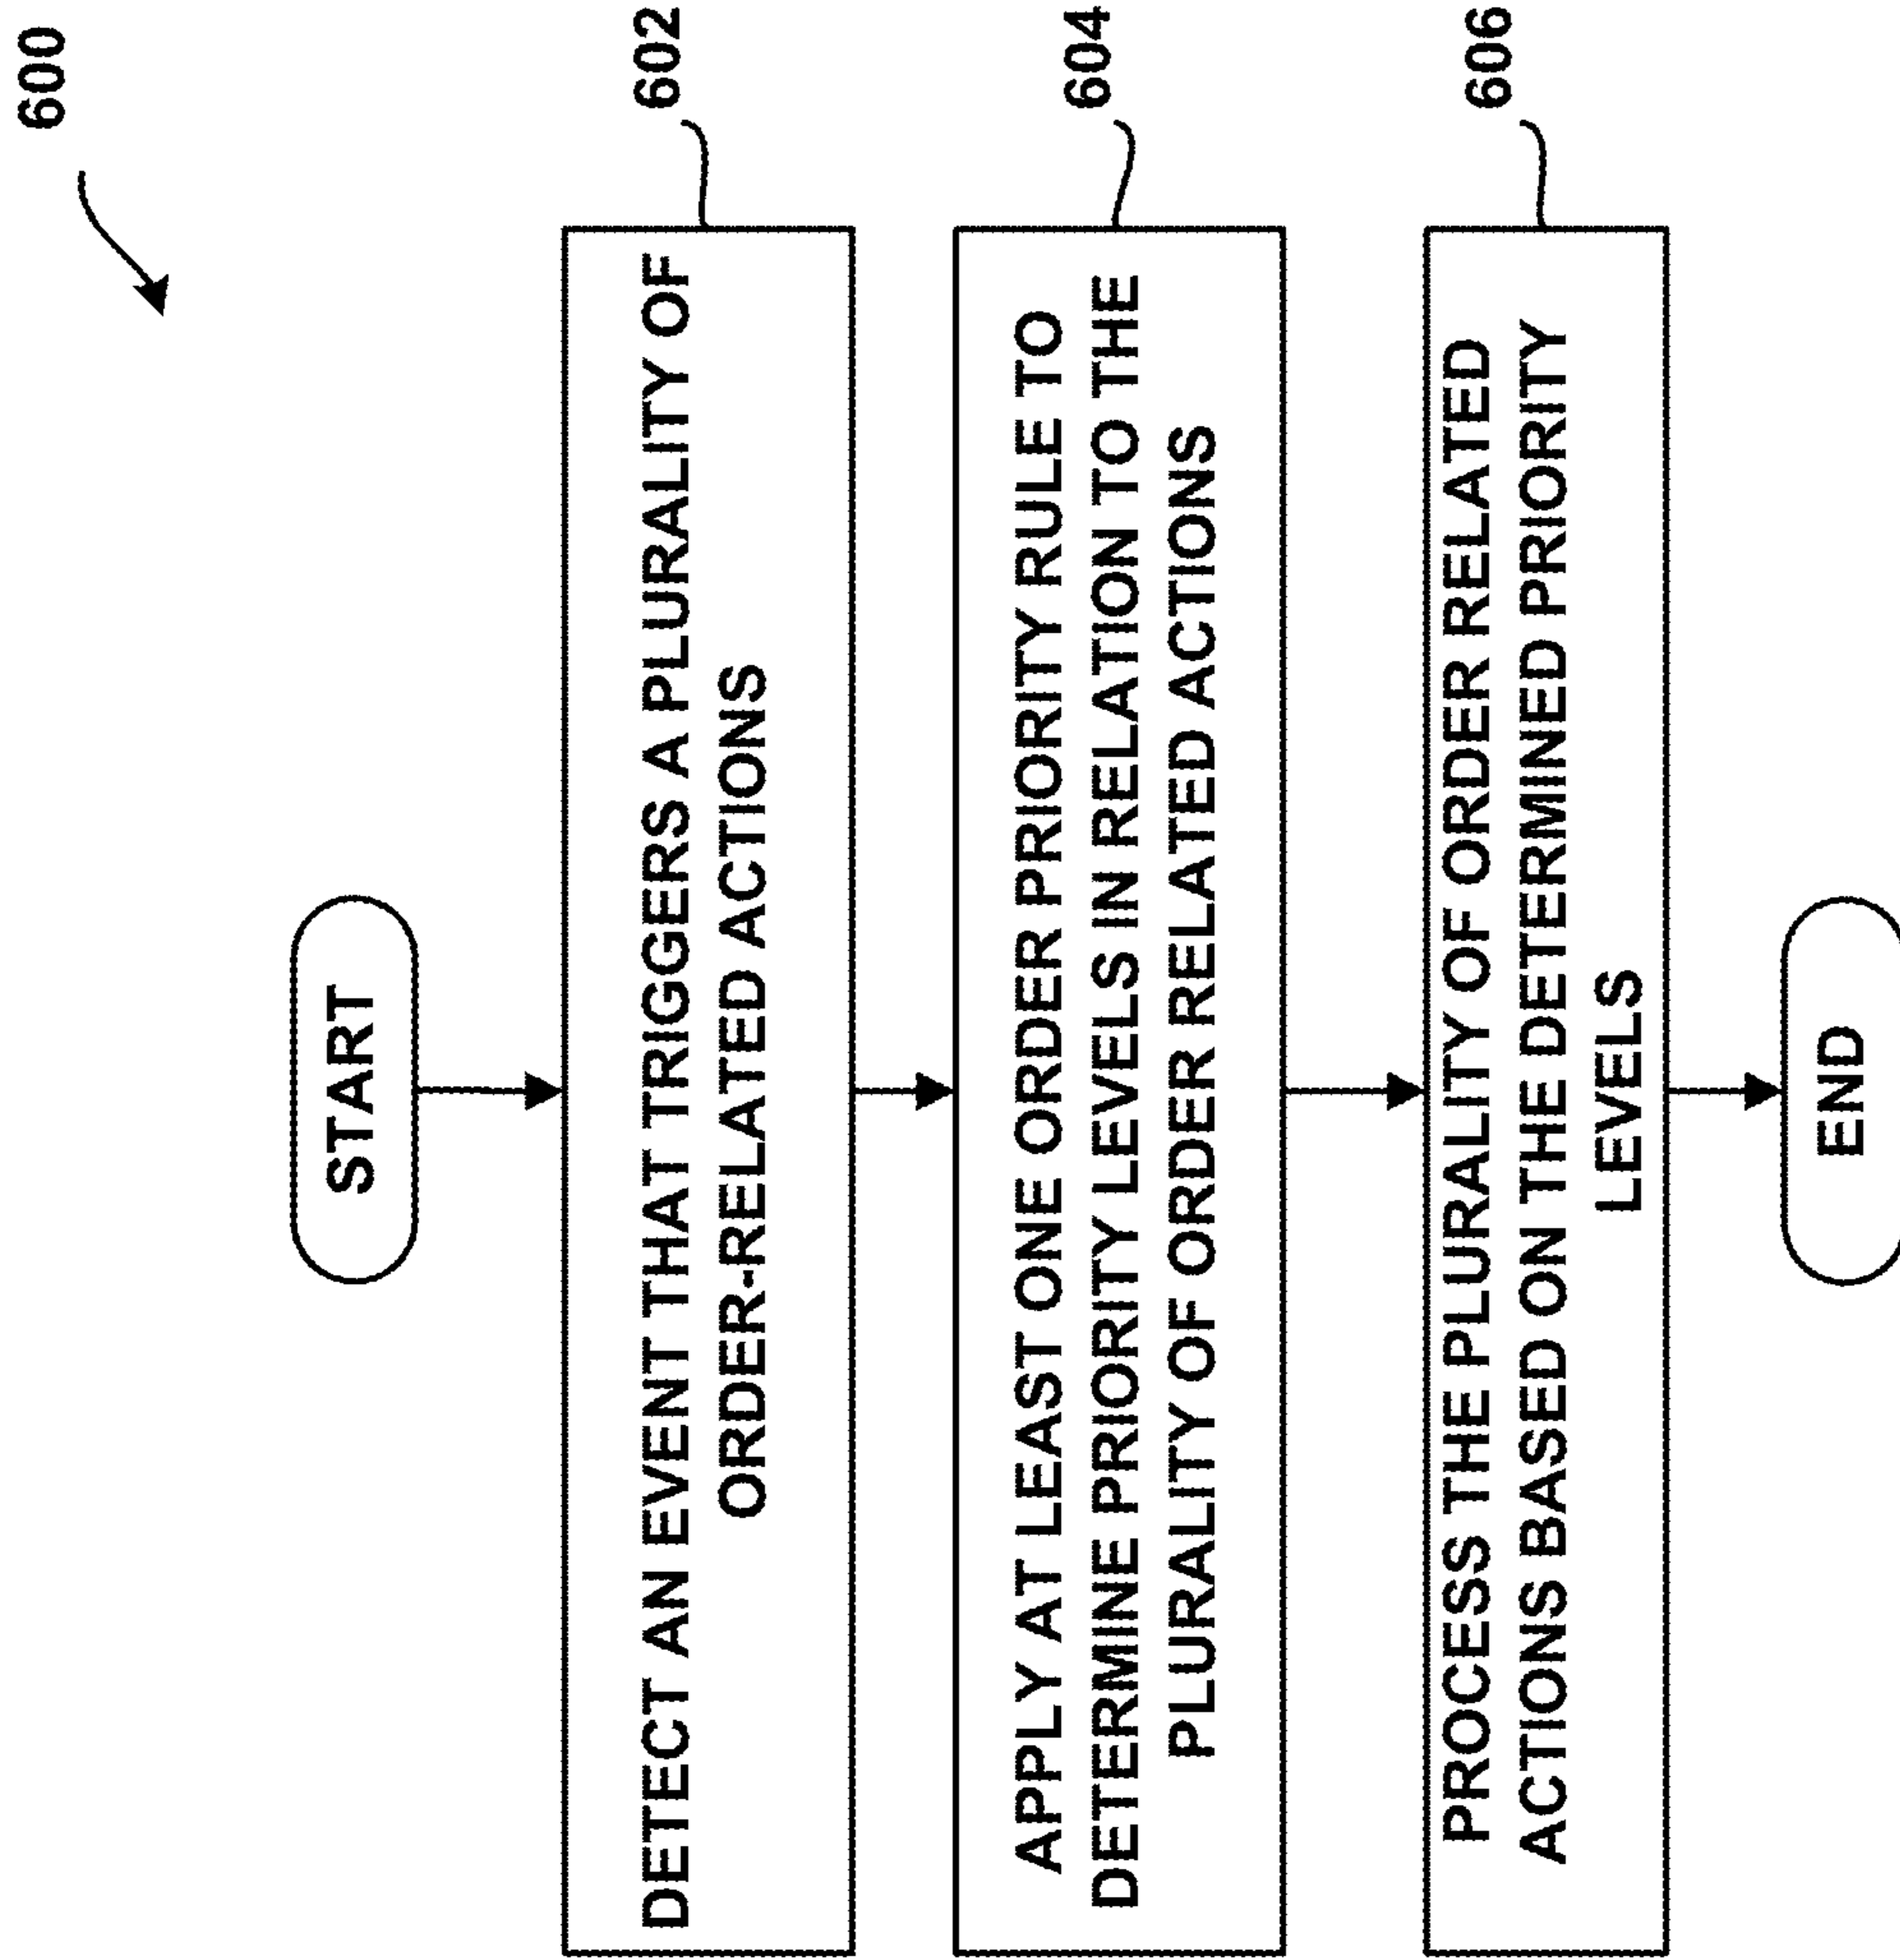 600
START
DETECT AN EVENT THAT TRIGGERS A PLURALITY OF
ORDER-RELATED ACTIONS
602
APPLY AT LEAST ONE ORDER PRIORITY RULE TO
DETERMINE PRIORITY LEVELS IN RELATION TO THE
PLURALITY OF ORDER RELATED ACTIONS
604
PROCESS THE PLURALITY OF ORDER RELATED
ACTIONS BASED ON THE DETERMINED PRIORITY
LEVELS
606
END